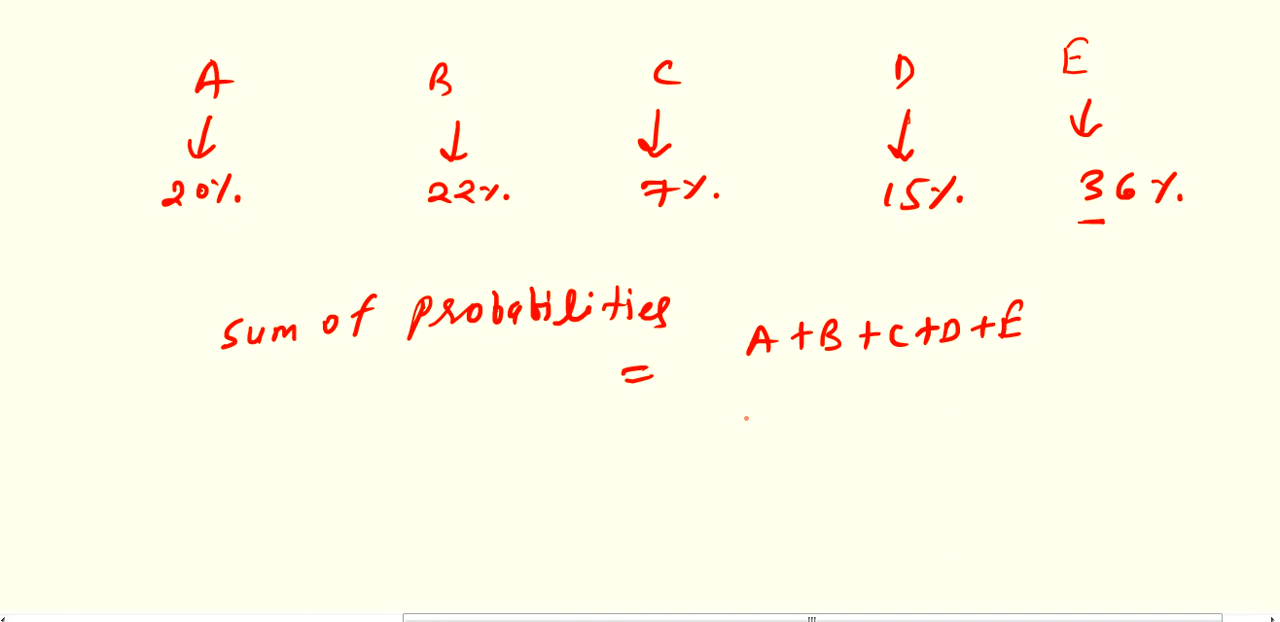 A B C D E
↓ ↓ ↓ ↓ ↓
20% 22% 7% 15% 36%
sum of probabilities A+B+C+D+E
=